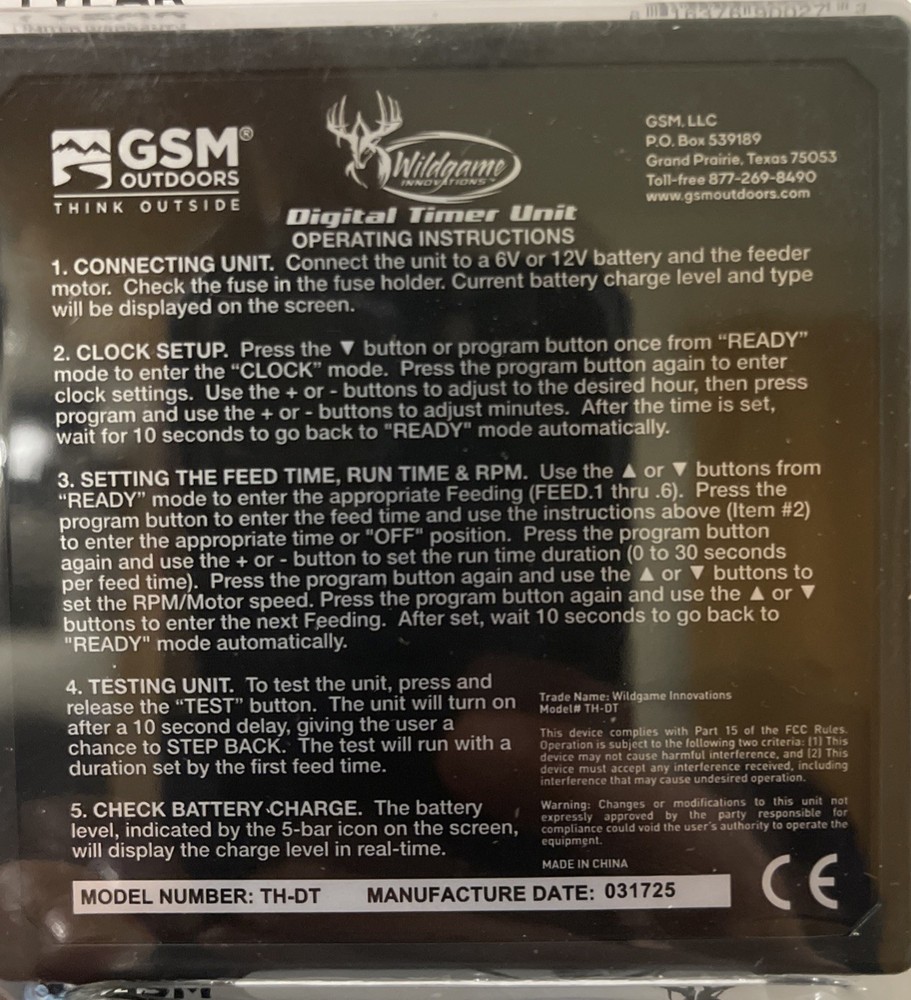 GSM®
OUTDOORS
THINK OUTSIDE
Wildgame
INNOVATIONS™
GSM, LLC
P.O. Box 539189
Grand Prairie, Texas 75053
Toll-free 877-269-8490
www.gsmoutdoors.com
Digital Timer Unit
OPERATING INSTRUCTIONS
1. CONNECTING UNIT. Connect the unit to a 6V or 12V battery and the feeder
motor. Check the fuse in the fuse holder. Current battery charge level and type
will be displayed on the screen.
2. CLOCK SETUP. Press the ▼ button or program button once from “READY”
mode to enter the “CLOCK” mode. Press the program button again to enter
clock settings. Use the + or - buttons to adjust to the desired hour, then press
program and use the + or - buttons to adjust minutes. After the time is set,
wait for 10 seconds to go back to "READY" mode automatically.
3. SETTING THE FEED TIME, RUN TIME & RPM. Use the ▲ or ▼ buttons from
“READY” mode to enter the appropriate Feeding (FEED.1 thru .6). Press the
program button to enter the feed time and use the instructions above (Item #2)
to enter the appropriate time or "OFF" position. Press the program button
again and use the + or - button to set the run time duration (0 to 30 seconds
per feed time). Press the program button again and use the ▲ or ▼ buttons to
set the RPM/Motor speed. Press the program button again and use the ▲ or ▼
buttons to enter the next Feeding. After set, wait 10 seconds to go back to
"READY" mode automatically.
4. TESTING UNIT. To test the unit, press and
release the “TEST” button. The unit will turn on
after a 10 second delay, giving the user a
chance to STEP BACK. The test will run with a
duration set by the first feed time.
5. CHECK BATTERY CHARGE. The battery
level, indicated by the 5-bar icon on the screen,
will display the charge level in real-time.
Trade Name: Wildgame Innovations
Model# TH-DT
This device complies with Part 15 of the FCC Rules.
Operation is subject to the following two criteria: (1) This
device may not cause harmful interference, and (2) This
device must accept any interference received, including
interference that may cause undesired operation.
Warning: Changes or modifications to this unit not
expressly approved by the party responsible for
compliance could void the user's authority to operate the
equipment.
MADE IN CHINA
MODEL NUMBER: TH-DT MANUFACTURE DATE: 031725
CE